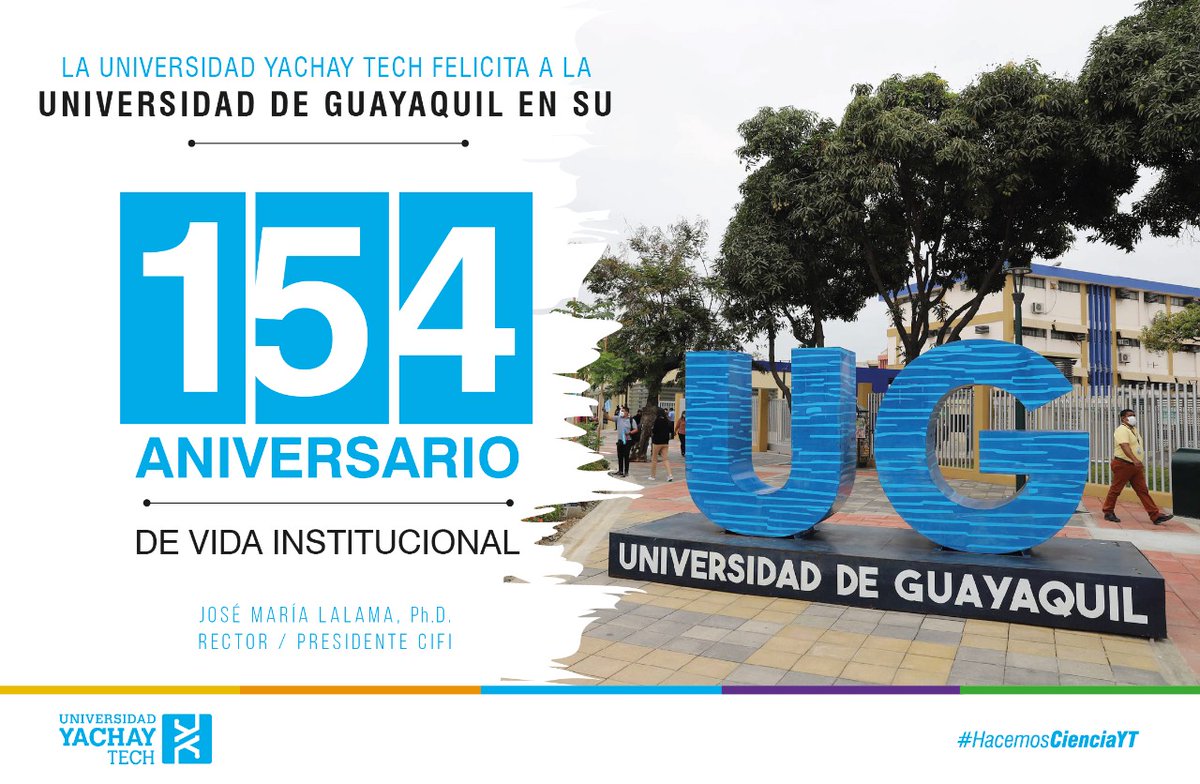 LA UNIVERSIDAD YACHAY TECH FELICITA A LA
UNIVERSIDAD DE GUAYAQUIL EN SU
154
ANIVERSARIO
DE VIDA INSTITUCIONAL
JOSÉ MARÍA LALAMA, Ph.D.
RECTOR / PRESIDENTE CIFI
UG
UNIVERSIDAD DE GUAYAQUIL
UNIVERSIDAD
YACHAY
TECH
#HacemosCienciaYT